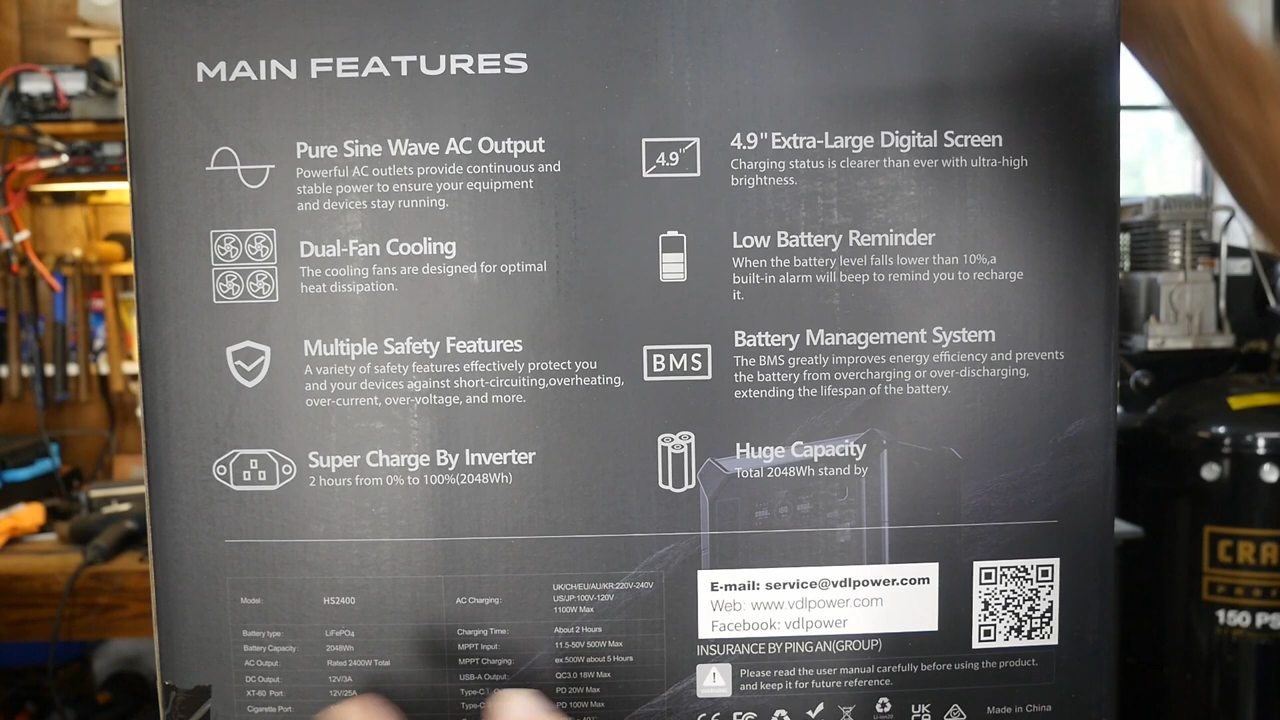 MAIN FEATURES
Pure Sine Wave AC Output
Powerful AC outlets provide continuous and
stable power to ensure your equipment
and devices stay running.
Dual-Fan Cooling
The cooling fans are designed for optimal
heat dissipation.
Multiple Safety Features
A variety of safety features effectively protect you
and your devices against short-circuiting,overheating,
over-current, over-voltage, and more.
Super Charge By Inverter
2 hours from 0% to 100%(2048Wh)
4.9"
4.9" Extra-Large Digital Screen
Charging status is clearer than ever with ultra-high
brightness.
Low Battery Reminder
When the battery level falls lower than 10%,a
built-in alarm will beep to remind you to recharge
it.
BMS
Battery Management System
The BMS greatly improves energy efficiency and prevents
the battery from overcharging or over-discharging,
extending the lifespan of the battery.
Huge Capacity
Total 2048Wh stand by
Model: HS2400
Battery type: LiFePO4
Battery Capacity 2048Wh
AC Output: Rated 2400W Total
DC Output: 12V/3A
XT-60 Port: 12V/25A
Cigarette Port:
AC Charging: UK/CH/EU/AU/KR:220V-240V
US/JP:100V-120V
1100W Max
Charging Time: About 2 Hours
MPPT Input: 11.5-50V 500W Max
MPPT Charging: ex.500W about 5 Hours
USB-A Output: QC3.0 18W Max
Type-C PD 20W Max
Type-C PD 100W Max
E-mail: service@vdlpower.com
Web: www.vdlpower.com
Facebook: vdlpower
INSURANCE BY PING AN(GROUP)
WARNING
Please read the user manual carefully before using the product.
and keep it for future reference.
Made in China
CRA
150 PS